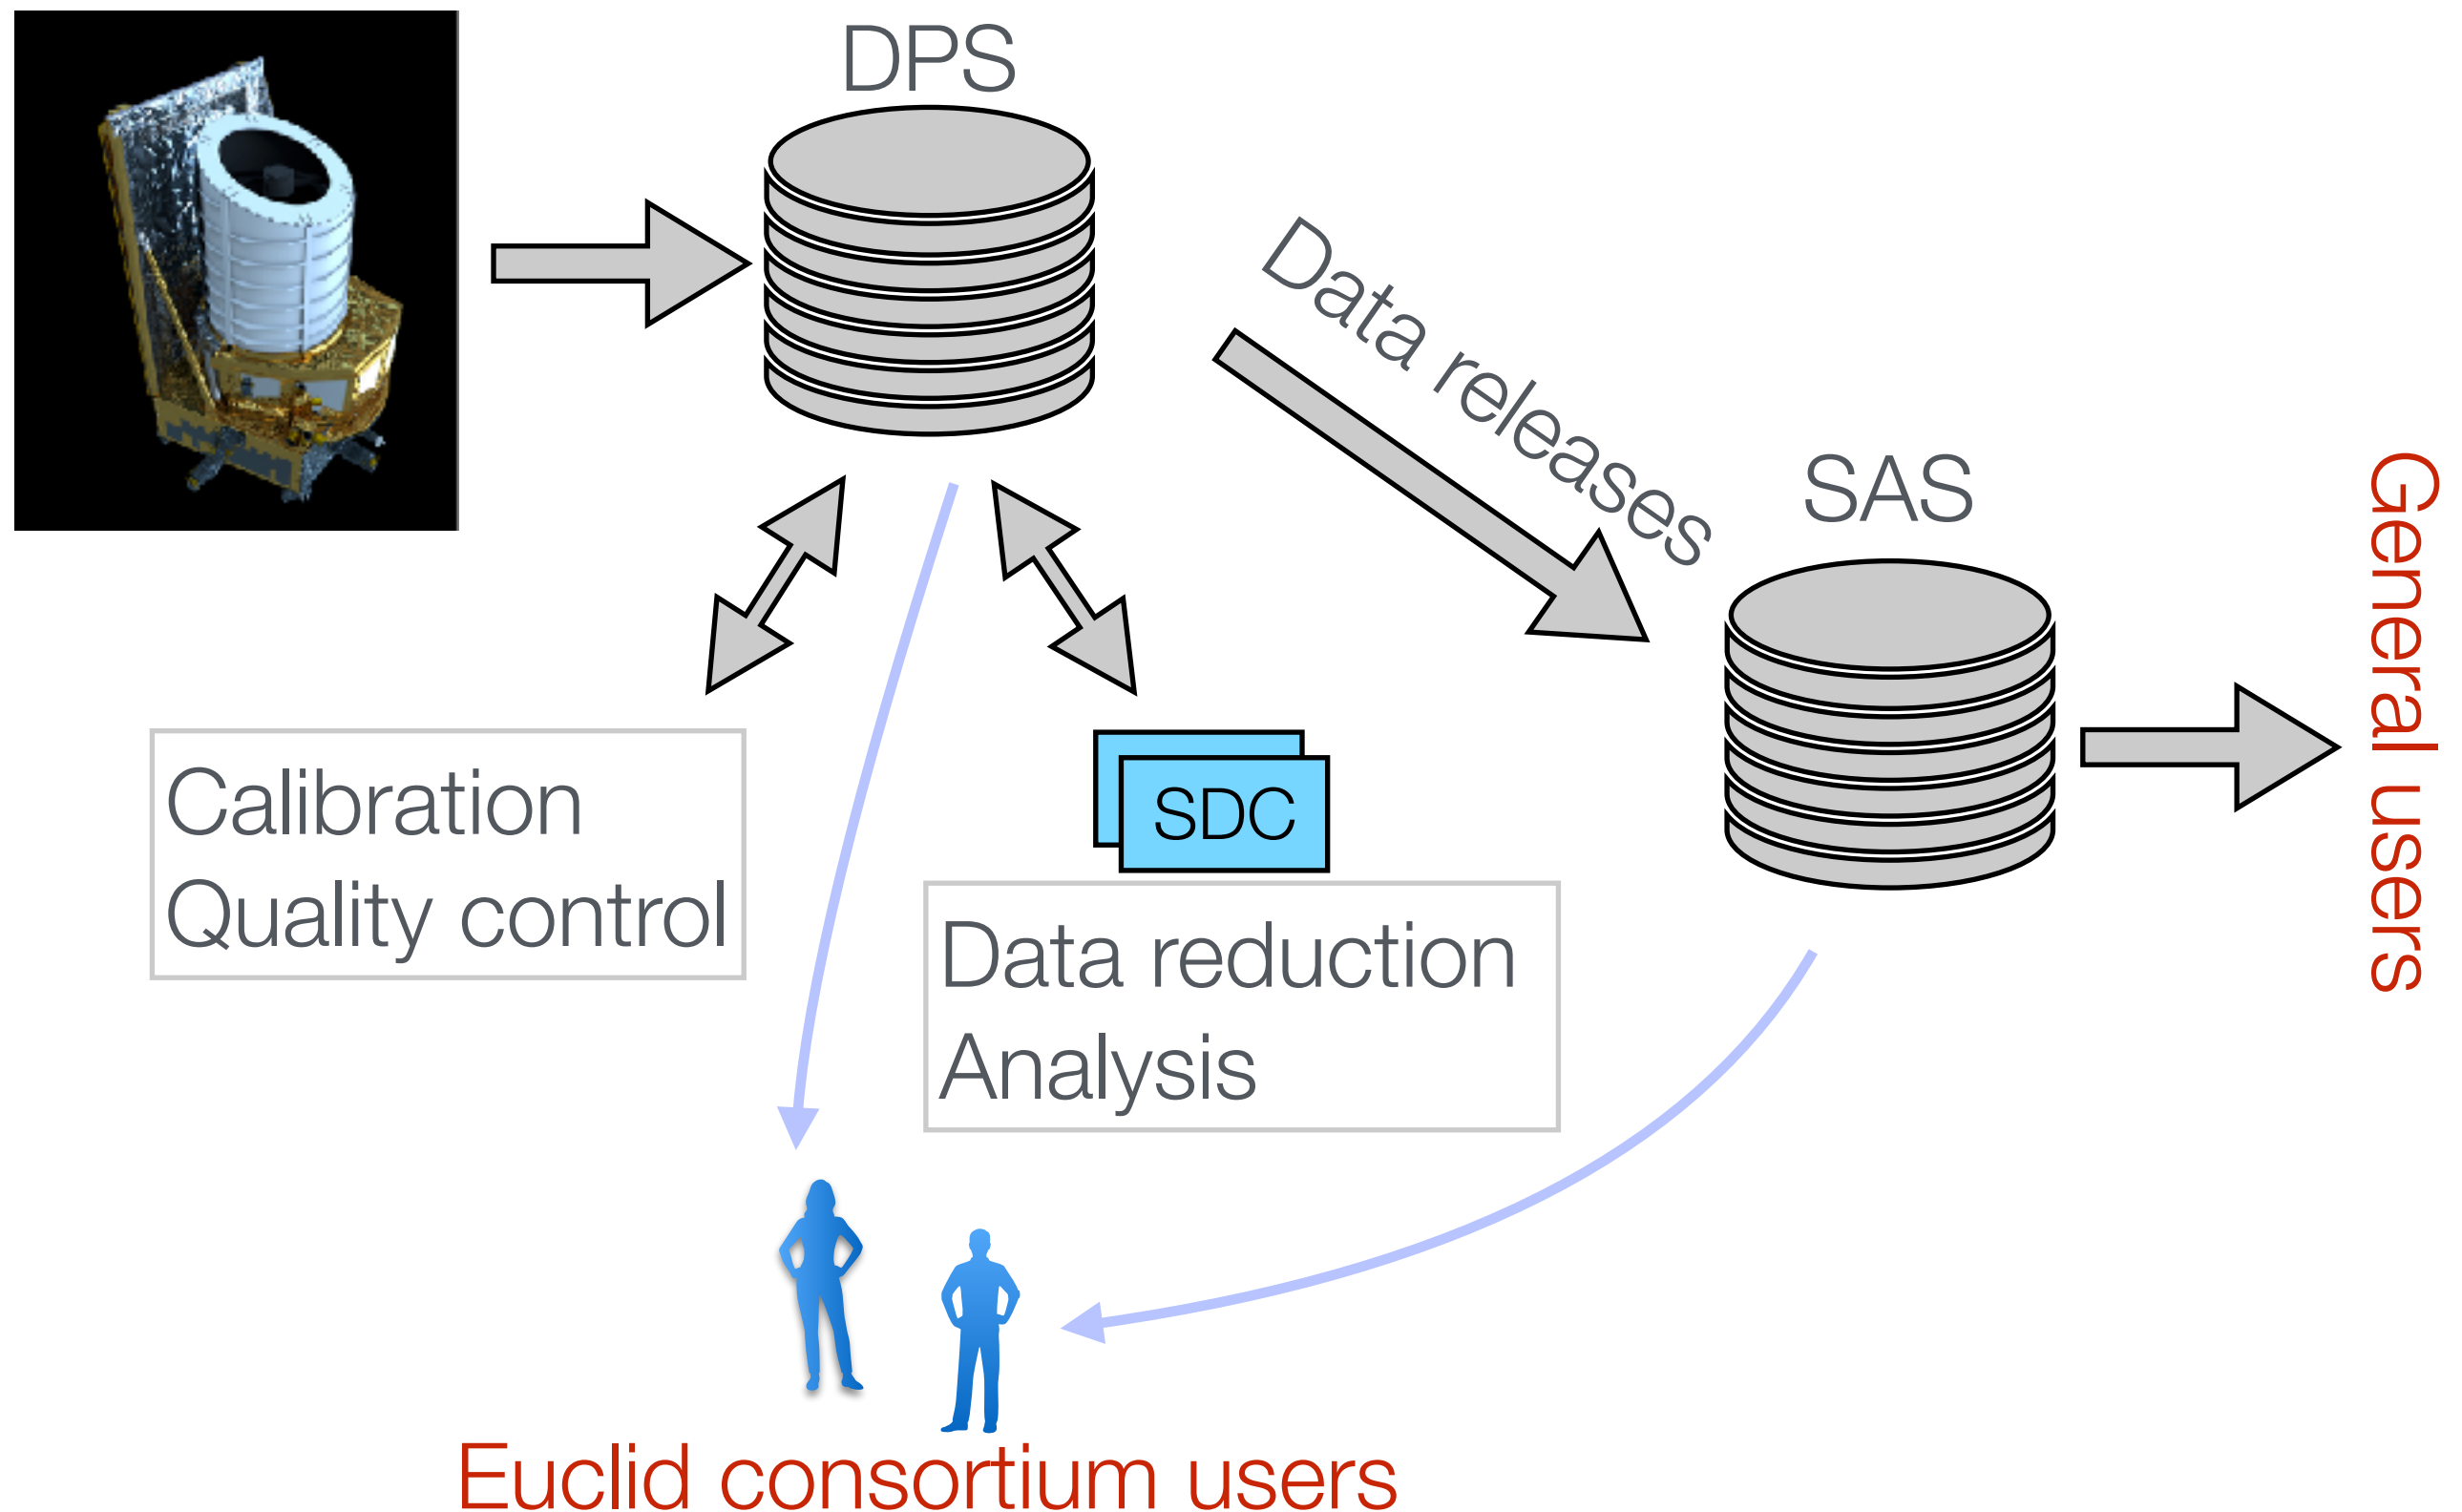 DPS
Data releases
SAS
General users
Calibration
Quality control
SDC
Data reduction
Analysis
Euclid consortium users